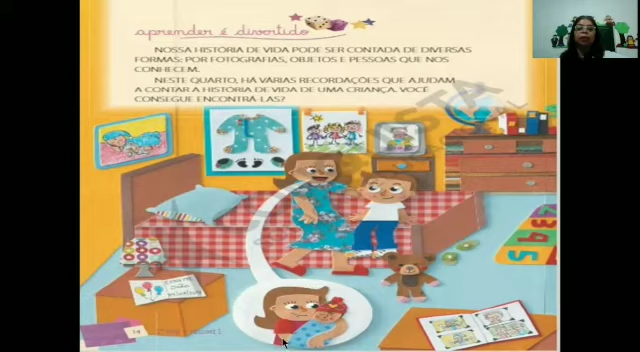 aprender é divertido
NOSSA HISTÓRIA DE VIDA PODE SER CONTADA DE DIVERSAS
FORMAS: POR FOTOGRAFIAS, OBJETOS E PESSOAS QUE NOS
CONHECEM.
NESTE QUARTO, HÁ VÁRIAS RECORDAÇÕES QUE AJUDAM
A CONTAR A HISTÓRIA DE VIDA DE UMA CRIANÇA. VOCÊ
CONSEGUE ENCONTRÁ-LAS?